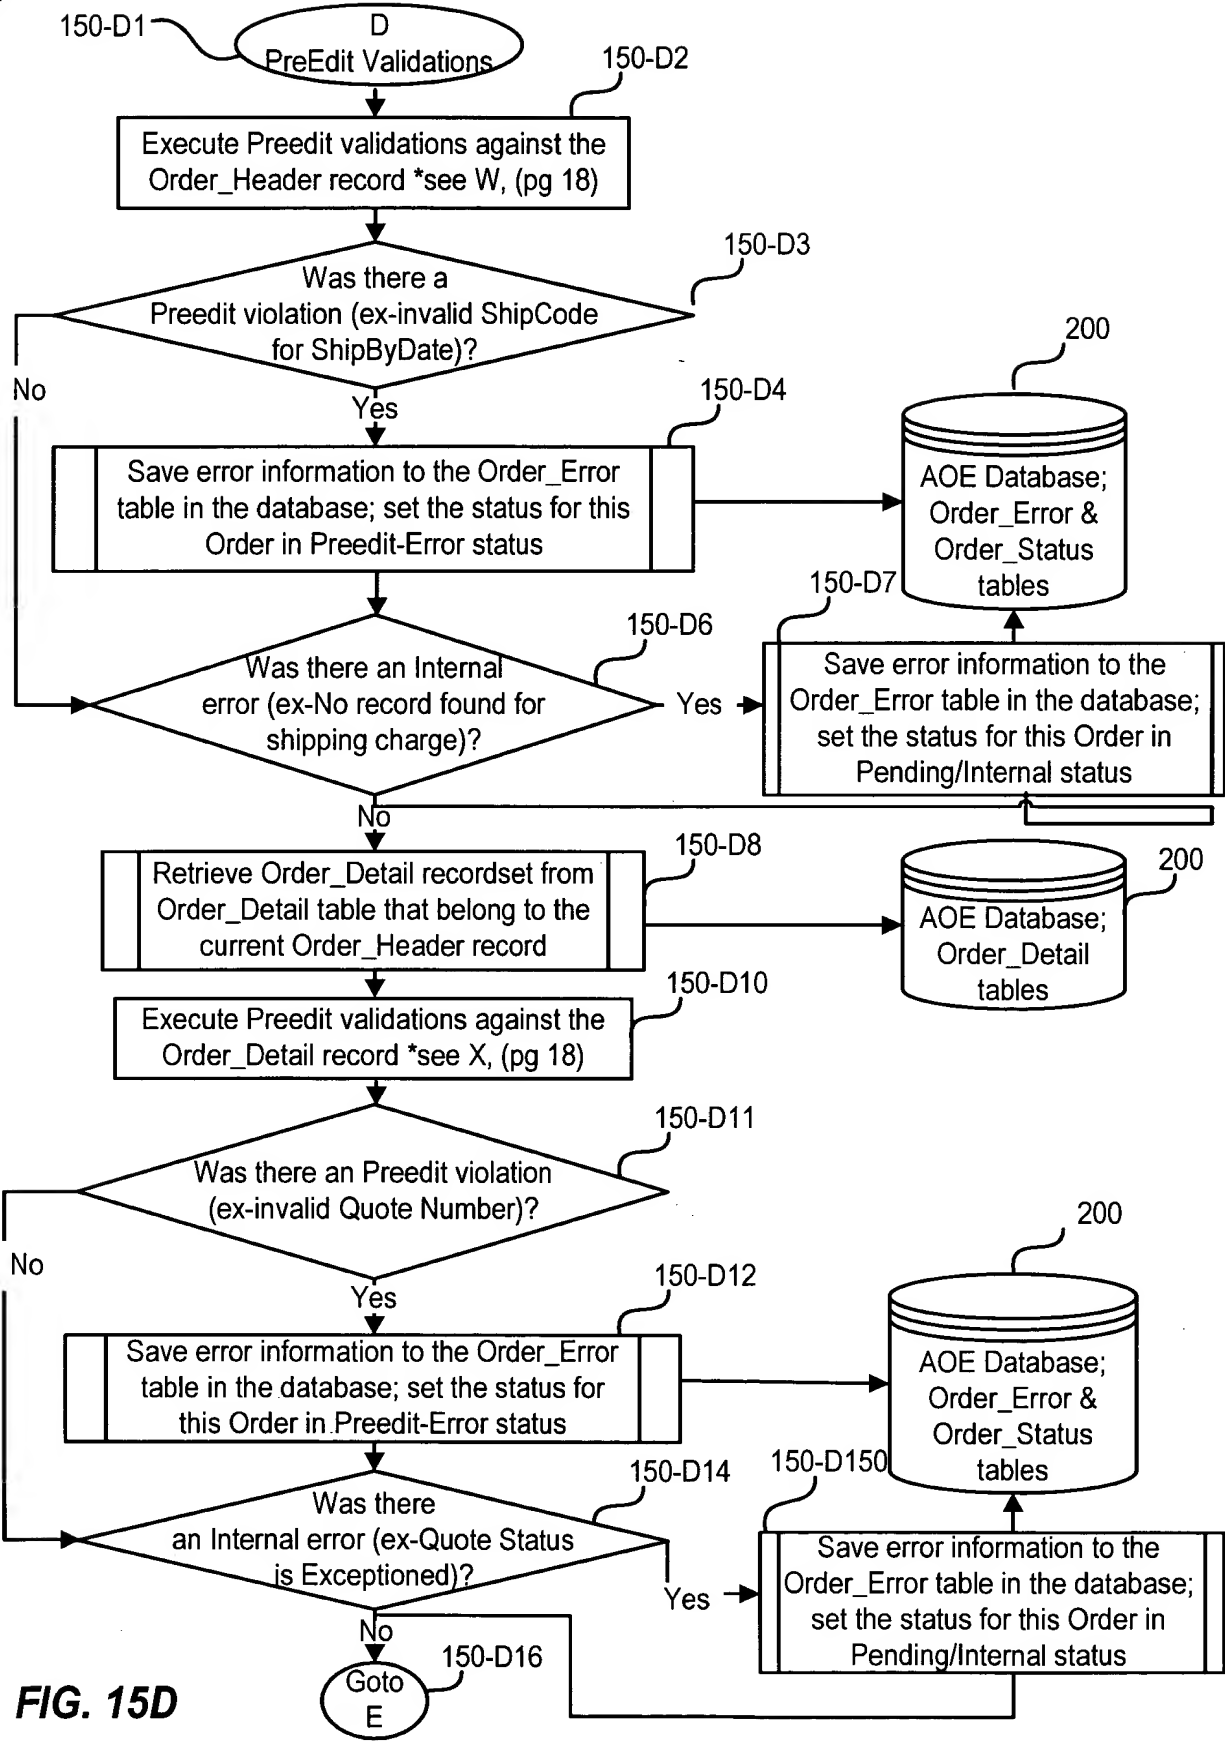 150-D1
D
PreEdit Validations
150-D2
Execute Preedit validations against the
Order_Header record *see W, (pg 18)
150-D3
Was there a
Preedit violation (ex-invalid ShipCode
for ShipByDate)?
No
Yes
150-D4
200
Save error information to the Order_Error
table in the database; set the status for this
Order in Preedit-Error status
AOE Database;
Order_Error &
Order_Status
tables
150-D7
150-D6
Was there an Internal
error (ex-No record found for
shipping charge)?
Yes
Save error information to the
Order_Error table in the database;
set the status for this Order in
Pending/Internal status
No
150-D8
Retrieve Order_Detail recordset from
Order_Detail table that belong to the
current Order_Header record
200
AOE Database;
Order_Detail
tables
150-D10
Execute Preedit validations against the
Order_Detail record *see X, (pg 18)
150-D11
Was there an Preedit violation
(ex-invalid Quote Number)?
No
Yes
150-D12
200
Save error information to the Order_Error
table in the database; set the status for
this Order in Preedit-Error status
AOE Database;
Order_Error &
Order_Status
tables
150-D14
150-D150
Was there
an Internal error (ex-Quote Status
is Exceptioned)?
Yes
Save error information to the
Order_Error table in the database;
set the status for this Order in
Pending/Internal status
No
150-D16
Goto
E
FIG. 15D